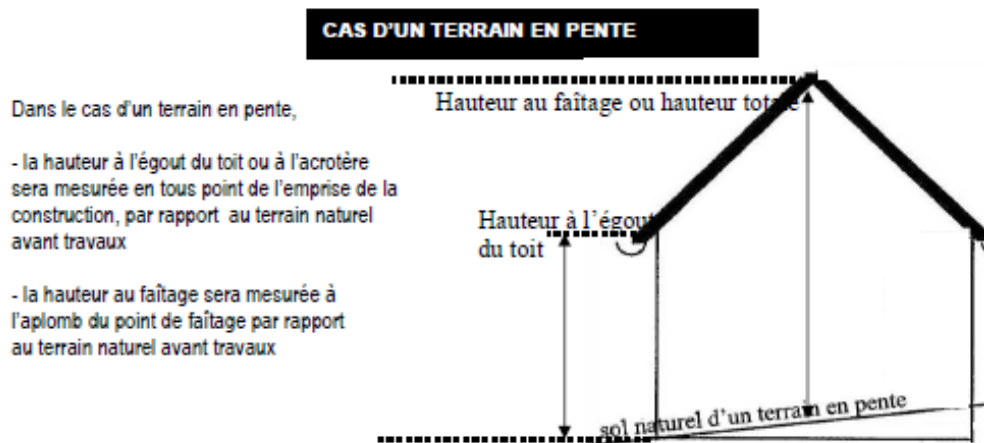 CAS D'UN TERRAIN EN PENTE
Dans le cas d'un terrain en pente,
- la hauteur à l'égout du toit ou à l'acrotère
sera mesurée en tous point de l'emprise de la
construction, par rapport au terrain naturel
avant travaux
- la hauteur au faîtage sera mesurée à
l'aplomb du point de faîtage par rapport
au terrain naturel avant travaux
Hauteur au faîtage ou hauteur totale
Hauteur à l'égout
du toit
sol naturel d'un terrain en pente